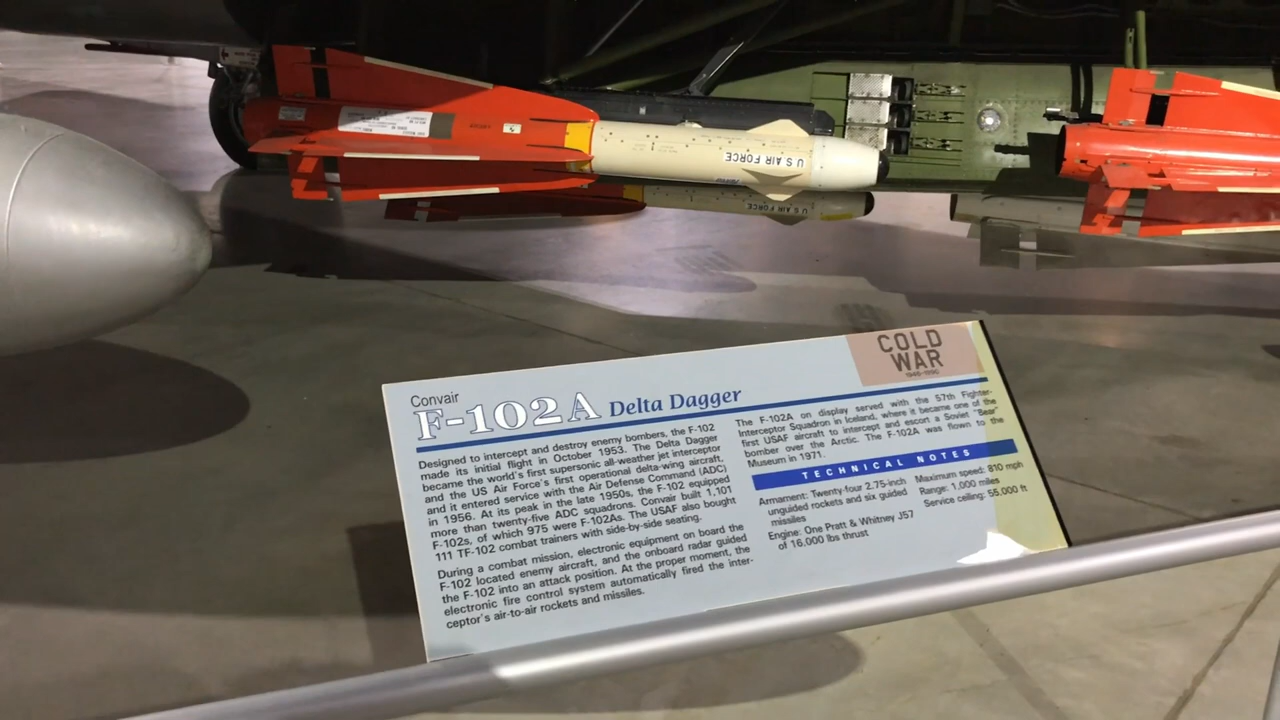 U S AIR FORCE
U S AIR FORCE
COLD
WAR
1945-1990
Convair
F-102A Delta Dagger
Designed to intercept and destroy enemy bombers, the F-102
made its initial flight in October 1953. The Delta Dagger
became the world's first supersonic all-weather jet interceptor
and the US Air Force's first operational delta-wing aircraft,
and it entered service with the Air Defense Command (ADC)
in 1956. At its peak in the late 1950s, the F-102 equipped
more than twenty-five ADC squadrons. Convair built 1,101
F-102s, of which 975 were F-102As. The USAF also bought
111 TF-102 combat trainers with side-by-side seating.
During a combat mission, electronic equipment on board the
F-102 located enemy aircraft, and the onboard radar guided
the F-102 into an attack position. At the proper moment, the
electronic fire control system automatically fired the inter-
ceptor's air-to-air rockets and missiles.
The F-102A on display served with the 57th Fighter-
Interceptor Squadron in Iceland, where it became one of the
first USAF aircraft to intercept and escort a Soviet "Bear"
bomber over the Arctic. The F-102A was flown to the
Museum in 1971.
TECHNICAL NOTES
Armament: Twenty-four 2.75-inch
unguided rockets and six guided
missiles
Engine: One Pratt & Whitney J57
of 16,000 lbs thrust
Maximum speed: 810 mph
Range: 1,000 miles
Service ceiling: 55,000 ft